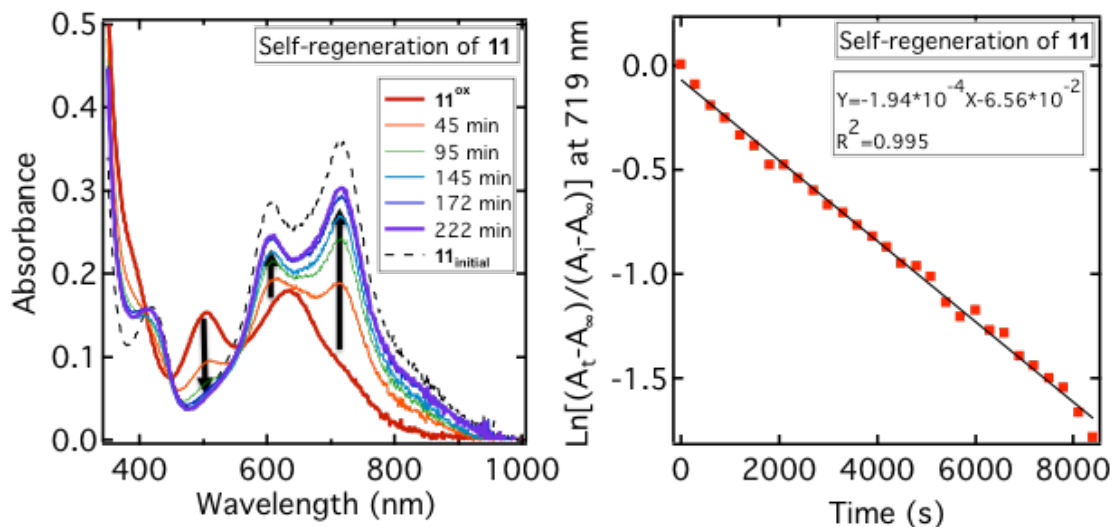 Self-regeneration of 11
11ox
45 min
95 min
145 min
172 min
222 min
11initial
0.5
0.4
0.3
0.2
0.1
0.0
Absorbance
400
600
800
1000
Wavelength (nm)
Self-regeneration of 11
Y=-1.94*10-4X-6.56*10-2
R2=0.995
0.0
-0.5
-1.0
-1.5
Ln[(At-A∞)/(Ai-A∞)] at 719 nm
0
2000
4000
6000
8000
Time (s)